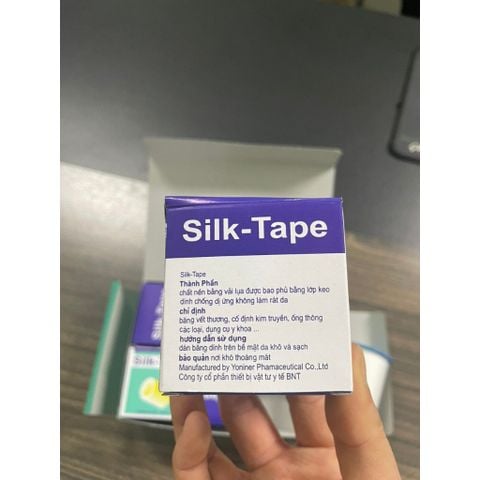 Silk-Tape
Silk-Tape
Thành Phần
chất nền bằng vải lụa được bao phủ bằng lớp keo
dính chống dị ứng không làm rát da
chỉ định
băng vết thương, cố định kim truyền, ống thông
các loại, dụng cụ y khoa ...
hướng dẫn sử dụng
dán băng dính trên bề mặt da khô và sạch
bảo quản nơi khô thoáng mát
Manufactured by Yoniner Phamaceutical Co.,Ltd
Công ty cổ phần thiết bị vật tư y tế BNT
Silk-Tape
Silk-